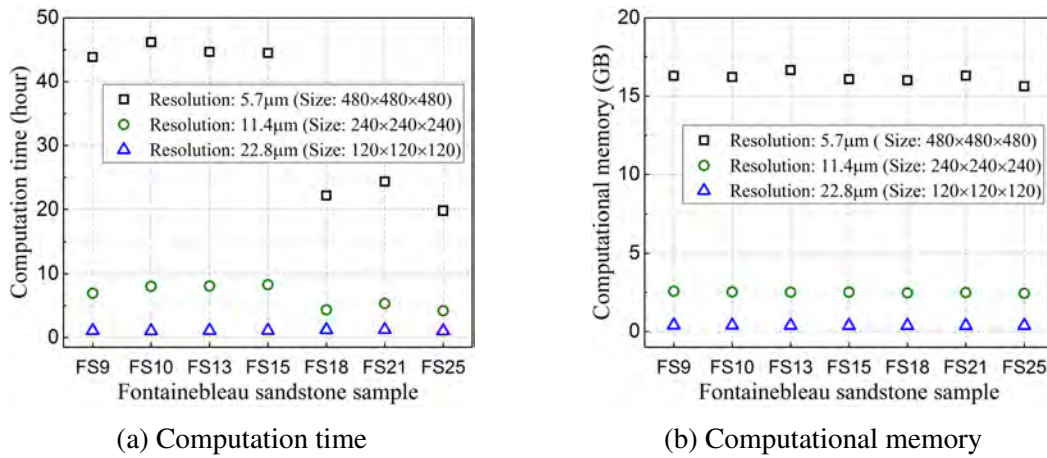 50
40
30
20
10
0
Computation time (hour)
Resolution: 5.7μm (Size: 480×480×480)
Resolution: 11.4μm (Size: 240×240×240)
Resolution: 22.8μm (Size: 120×120×120)
FS9 FS10 FS13 FS15 FS18 FS21 FS25
Fontainebleau sandstone sample
(a) Computation time
20
15
10
5
0
Computational memory (GB)
Resolution: 5.7μm ( Size: 480×480×480)
Resolution: 11.4μm (Size: 240×240×240)
Resolution: 22.8μm (Size: 120×120×120)
FS9 FS10 FS13 FS15 FS18 FS21 FS25
Fontainebleau sandstone sample
(b) Computational memory